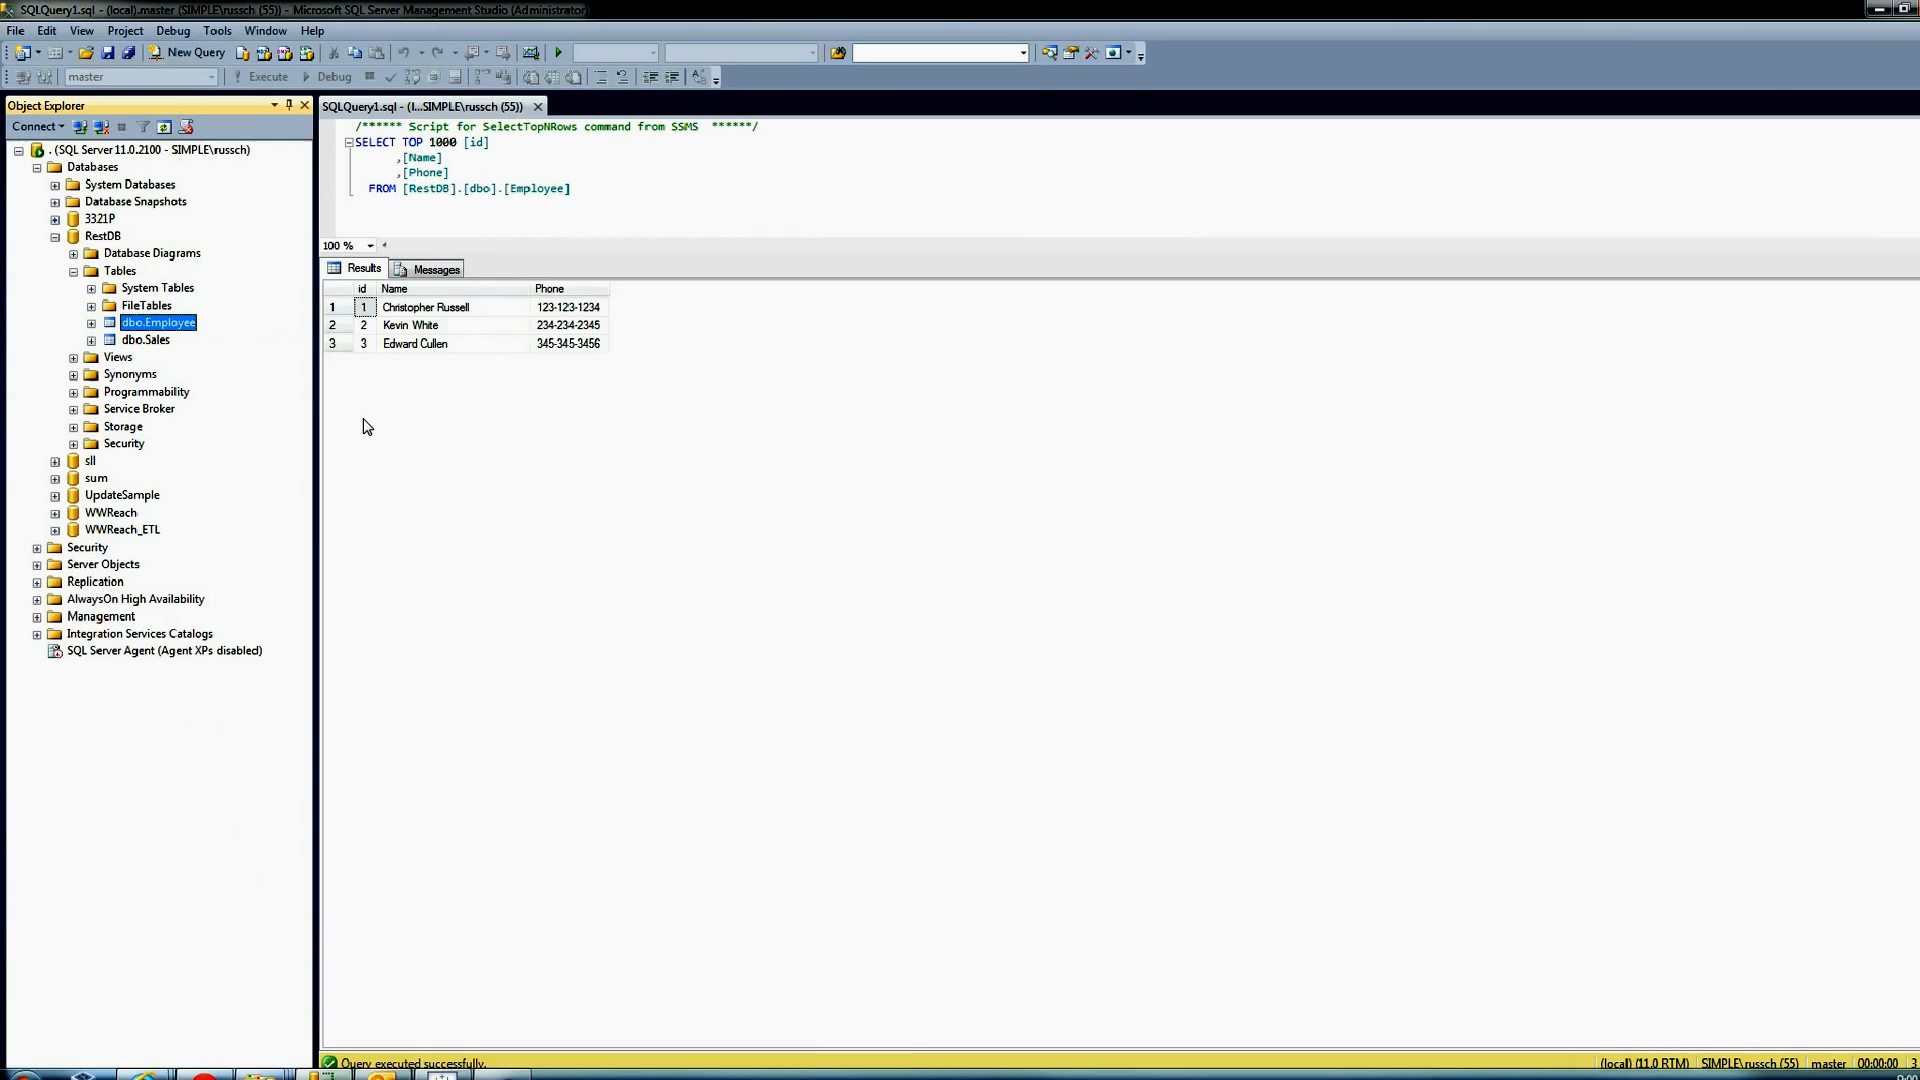 SQLQuery1.sql - (local).master (SIMPLE\russch (55)) - Microsoft SQL Server Management Studio (Administrator)
File Edit View Project Debug Tools Window Help
New Query
master Execute Debug
Object Explorer
Connect
. (SQL Server 11.0.2100 - SIMPLE\russch)
Databases
System Databases
Database Snapshots
3321P
RestDB
Database Diagrams
Tables
System Tables
FileTables
dbo.Employee
dbo.Sales
Views
Synonyms
Programmability
Service Broker
Storage
Security
sll
sum
UpdateSample
WWReach
WWReach_ETL
Security
Server Objects
Replication
AlwaysOn High Availability
Management
Integration Services Catalogs
SQL Server Agent (Agent XPs disabled)
SQLQuery1.sql - (l...SIMPLE\russch (55))
/****** Script for SelectTopNRows command from SSMS ******/
SELECT TOP 1000 [id]
,[Name]
,[Phone]
FROM [RestDB].[dbo].[Employee]
100 %
Results Messages
id Name Phone
1 1 Christopher Russell 123-123-1234
2 2 Kevin White 234-234-2345
3 3 Edward Cullen 345-345-3456
Query executed successfully. (local) (11.0 RTM) SIMPLE\russch (55) master 00:00:00 3